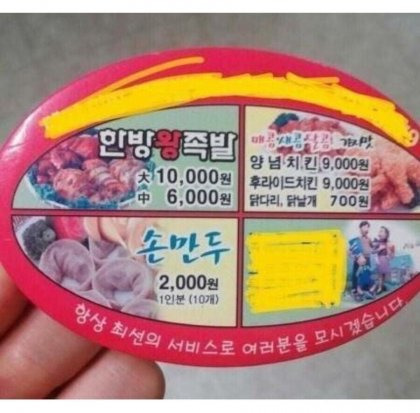 한방왕족발
大 10,000원
中 6,000원
매콤새콤달콤 가지맛
양념치킨 9,000원
후라이드치킨 9,000원
닭다리, 닭날개 700원
손만두
2,000원
1인분 (10개)
항상 최선의 서비스로 여러분을 모시겠습니다